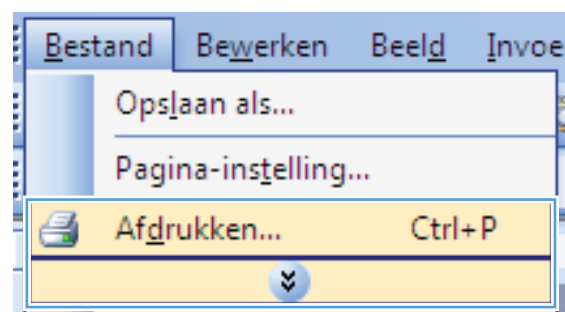 Bestand Bewerken Beeld Invoe
Opslaan als...
Pagina-instelling...
Afdrukken... Ctrl+P